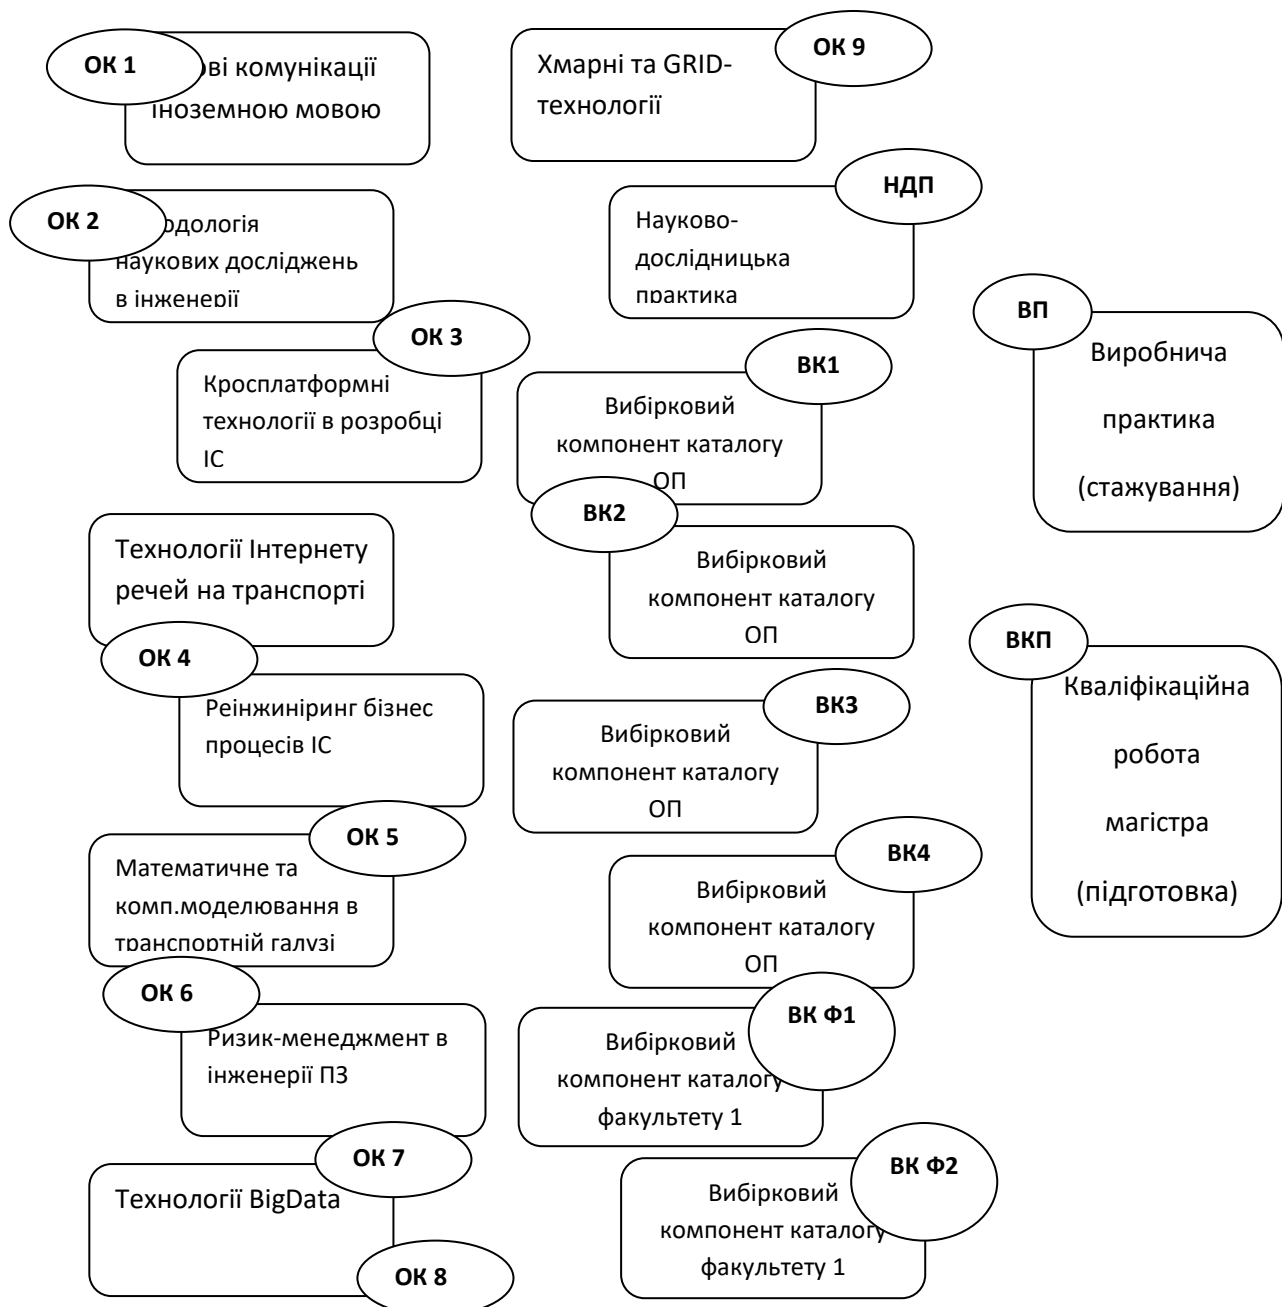 ОК 1
ові комунікації
іноземною мовою
ОК 2
одологія
наукових досліджень
в інженерії
ОК 3
Кросплатформні
технології в розробці
ІС
Технології Інтернету
речей на транспорті
ОК 4
Реінжиніринг бізнес
процесів ІС
ОК 5
Математичне та
комп.моделювання в
транспортній галузі
ОК 6
Ризик-менеджмент в
інженерії ПЗ
ОК 7
Технології BigData
ОК 8
ОК 9
Хмарні та GRID-
технології
НДП
Науково-
дослідницька
практика
ВК1
Вибірковий
компонент каталогу
ОП
ВК2
Вибірковий
компонент каталогу
ОП
ВК3
Вибірковий
компонент каталогу
ОП
ВК4
Вибірковий
компонент каталогу
ОП
ВК Ф1
Вибірковий
компонент каталогу
факультету 1
ВК Ф2
Вибірковий
компонент каталогу
факультету 1
ВП
Виробнича
практика
(стажування)
ВКП
Кваліфікаційна
робота
магістра
(підготовка)